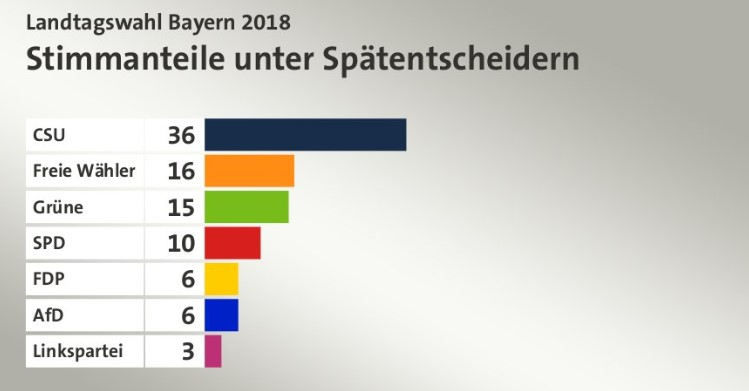 Landtagswahl Bayern 2018
Stimmanteile unter Spätentscheidern
CSU 36
Freie Wähler 16
Grüne 15
SPD 10
FDP 6
AfD 6
Linkspartei 3